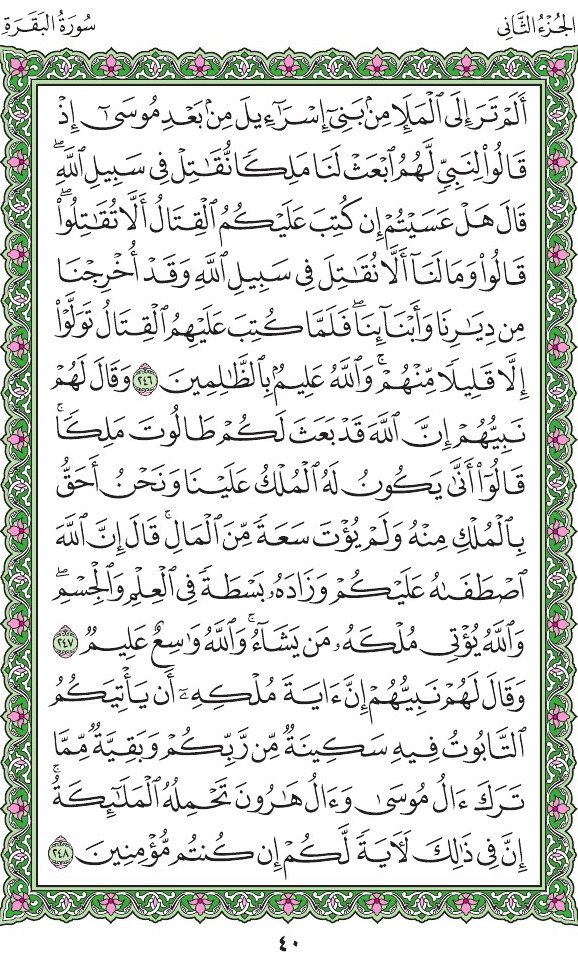 الجُزْءُ الثَّانِي
سُورَةُ البَقَرَةِ
أَلَمْ تَرَ إِلَى ٱلْمَلَإِ مِنۢ بَنِيٓ إِسْرَٰٓءِيلَ مِنۢ بَعْدِ مُوسَىٰٓ إِذْ
قَالُوا۟ لِنَبِيٍّ لَّهُمُ ٱبْعَثْ لَنَا مَلِكًا نُّقَٰتِلْ فِي سَبِيلِ ٱللَّهِۖ
قَالَ هَلْ عَسَيْتُمْ إِن كُتِبَ عَلَيْكُمُ ٱلْقِتَالُ أَلَّا تُقَٰتِلُوا۟ۖ
قَالُوا۟ وَمَا لَنَآ أَلَّا نُقَٰتِلَ فِي سَبِيلِ ٱللَّهِ وَقَدْ أُخْرِجْنَا
مِن دِيَٰرِنَا وَأَبْنَآئِنَاۖ فَلَمَّا كُتِبَ عَلَيْهِمُ ٱلْقِتَالُ تَوَلَّوْا۟
إِلَّا قَلِيلًا مِّنْهُمْۚ وَٱللَّهُ عَلِيمٌۢ بِٱلظَّٰلِمِينَ ٢٤٦ وَقَالَ لَهُمْ
نَبِيُّهُمْ إِنَّ ٱللَّهَ قَدْ بَعَثَ لَكُمْ طَالُوتَ مَلِكًاۚ
قَالُوٓا۟ أَنَّىٰ يَكُونُ لَهُ ٱلْمُلْكُ عَلَيْنَا وَنَحْنُ أَحَقُّ
بِٱلْمُلْكِ مِنْهُ وَلَمْ يُؤْتَ سَعَةً مِّنَ ٱلْمَالِۚ قَالَ إِنَّ ٱللَّهَ
ٱصْطَفَىٰهُ عَلَيْكُمْ وَزَادَهُۥ بَسْطَةً فِي ٱلْعِلْمِ وَٱلْجِسْمِۖ
وَٱللَّهُ يُؤْتِي مُلْكَهُۥ مَن يَشَآءُۚ وَٱللَّهُ وَٰسِعٌ عَلِيمٌ ٢٤٧
وَقَالَ لَهُمْ نَبِيُّهُمْ إِنَّ ءَايَةَ مُلْكِهِۦٓ أَن يَأْتِيَكُمُ
ٱلتَّابُوتُ فِيهِ سَكِينَةٌ مِّن رَّبِّكُمْ وَبَقِيَّةٌ مِّمَّا
تَرَكَ ءَالُ مُوسَىٰ وَءَالُ هَٰرُونَ تَحْمِلُهُ ٱلْمَلَٰٓئِكَةُۚ
إِنَّ فِي ذَٰلِكَ لَأٓيَةً لَّكُمْ إِن كُنتُم مُّؤْمِنِينَ ٢٤٨
٤٠